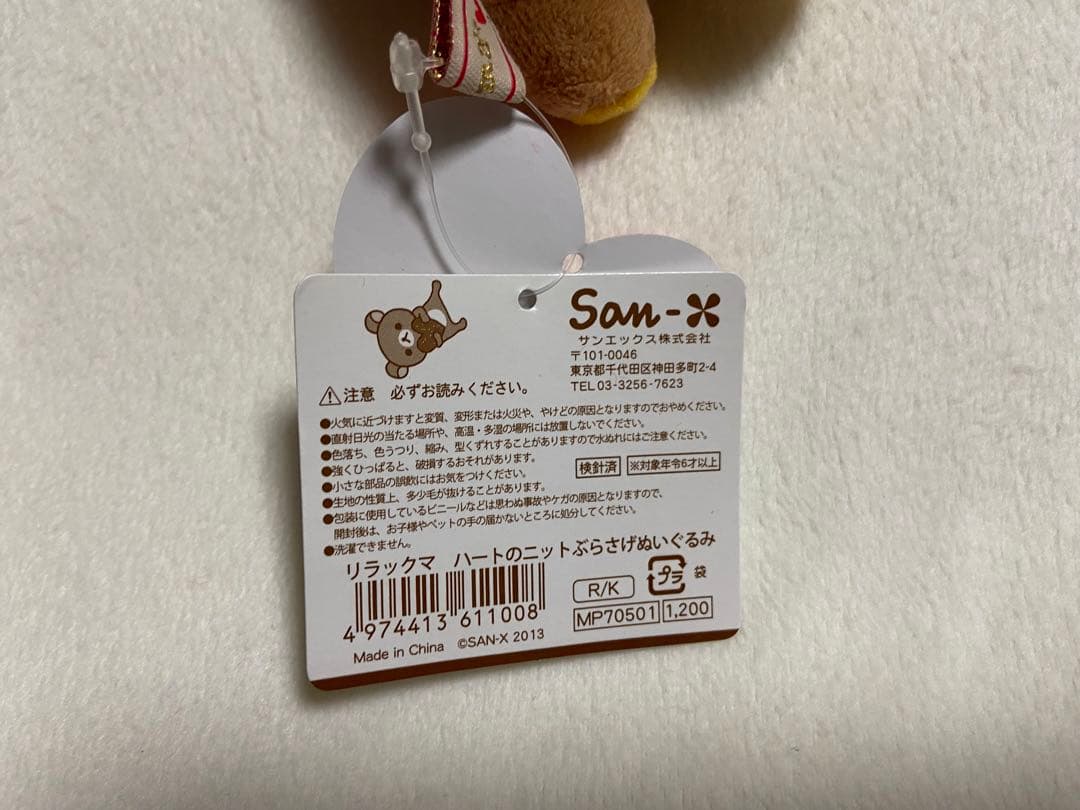 San-X
サンエックス株式会社
〒101-0046
東京都千代田区神田多町2-4
TEL 03-3256-7623
注意 必ずお読みください。
●火気に近づけますと変質、変形または火災や、やけどの原因となりますのでおやめください。
●直射日光の当たる場所や、高温・多湿の場所には放置しないでください。
●色落ち、色うつり、縮み、型くずれすることがありますので水ぬれにはご注意ください。
●強くひっぱると、破損するおそれがあります。
●小さな部品の誤飲にはお気をつけください。
検針済 ※対象年令6才以上
●生地の性質上、多少毛が抜けることがあります。
●包装に使用しているビニールなどは思わぬ事故やケガの原因となりますので、
開封後は、お子様やペットの手の届かないところに処分してください。
●洗濯できません。
リラックマ ハートのニットぶらさげぬいぐるみ
R/K プラ 袋
MP70501 1,200
4 974413 611008
Made in China ©SAN-X 2013